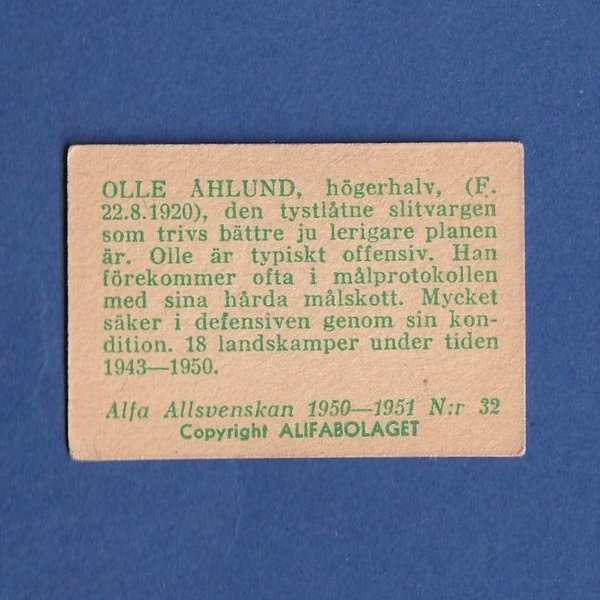 OLLE ÅHLUND, högerhalv, (F.
22.8.1920), den tystlåtne slitvargen
som trivs bättre ju lerigare planen
är. Olle är typiskt offensiv. Han
förekommer ofta i målprotokollen
med sina hårda målskott. Mycket
säker i defensiven genom sin kon-
dition. 18 landskamper under tiden
1943—1950.
Alfa Allsvenskan 1950—1951 N:r 32
Copyright ALIFABOLAGET